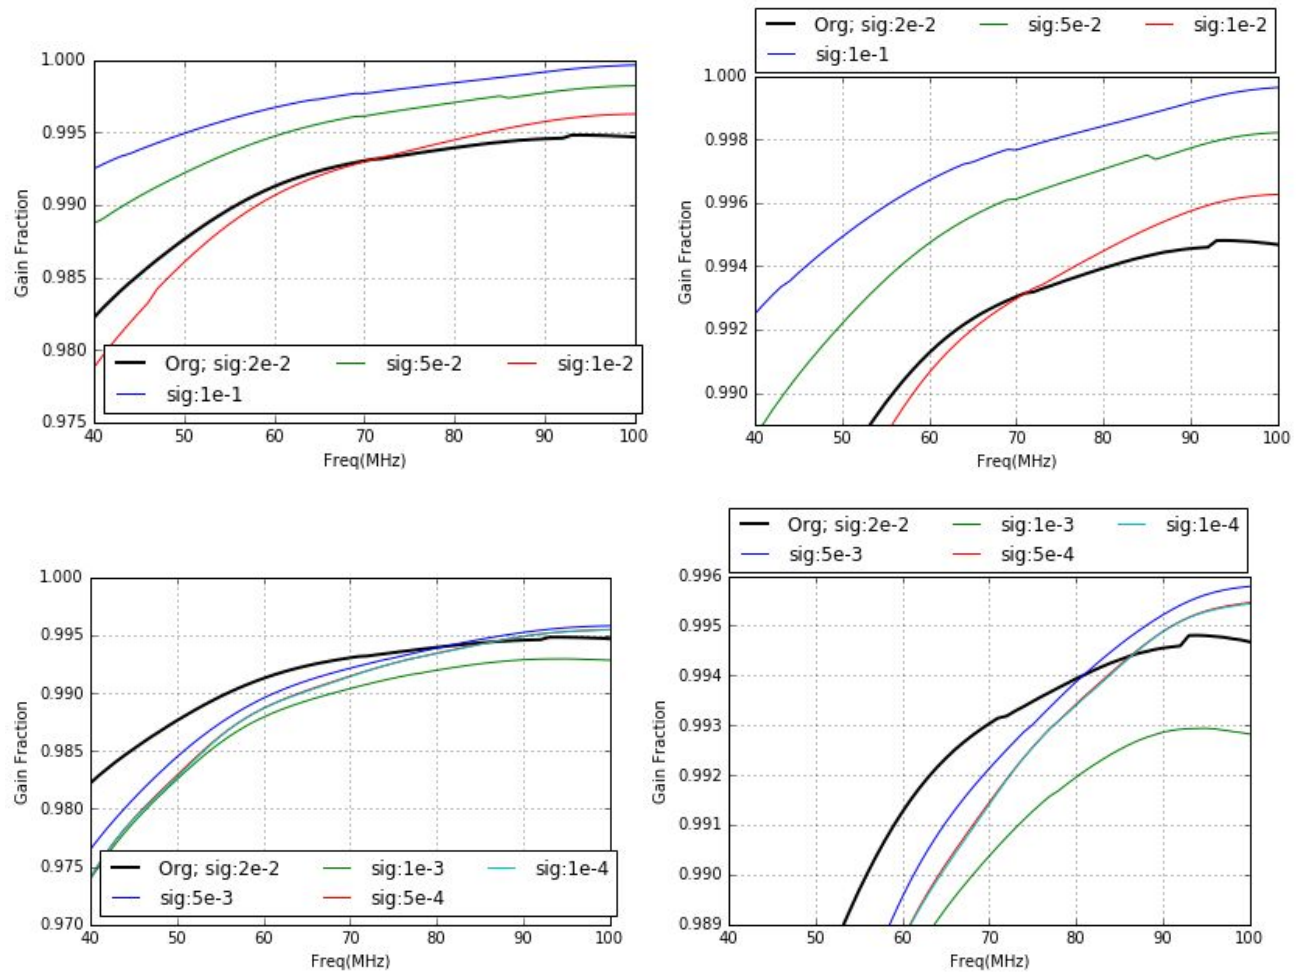 Org; sig:2e-2 sig:5e-2 sig:1e-2
sig:1e-1
1.000
0.995
0.990
0.985
0.980
0.975
Gain Fraction
Org; sig:2e-2 sig:5e-2 sig:1e-2
sig:1e-1
40 50 60 70 80 90 100
Freq(MHz)
1.000
0.998
0.996
0.994
0.992
0.990
Gain Fraction
40 50 60 70 80 90 100
Freq(MHz)
Org; sig:2e-2 sig:1e-3 sig:1e-4
sig:5e-3 sig:5e-4
1.000
0.995
0.990
0.985
0.980
0.975
0.970
Gain Fraction
Org; sig:2e-2 sig:1e-3 sig:1e-4
sig:5e-3 sig:5e-4
40 50 60 70 80 90 100
Freq(MHz)
0.996
0.995
0.994
0.993
0.992
0.991
0.990
0.989
Gain Fraction
40 50 60 70 80 90 100
Freq(MHz)